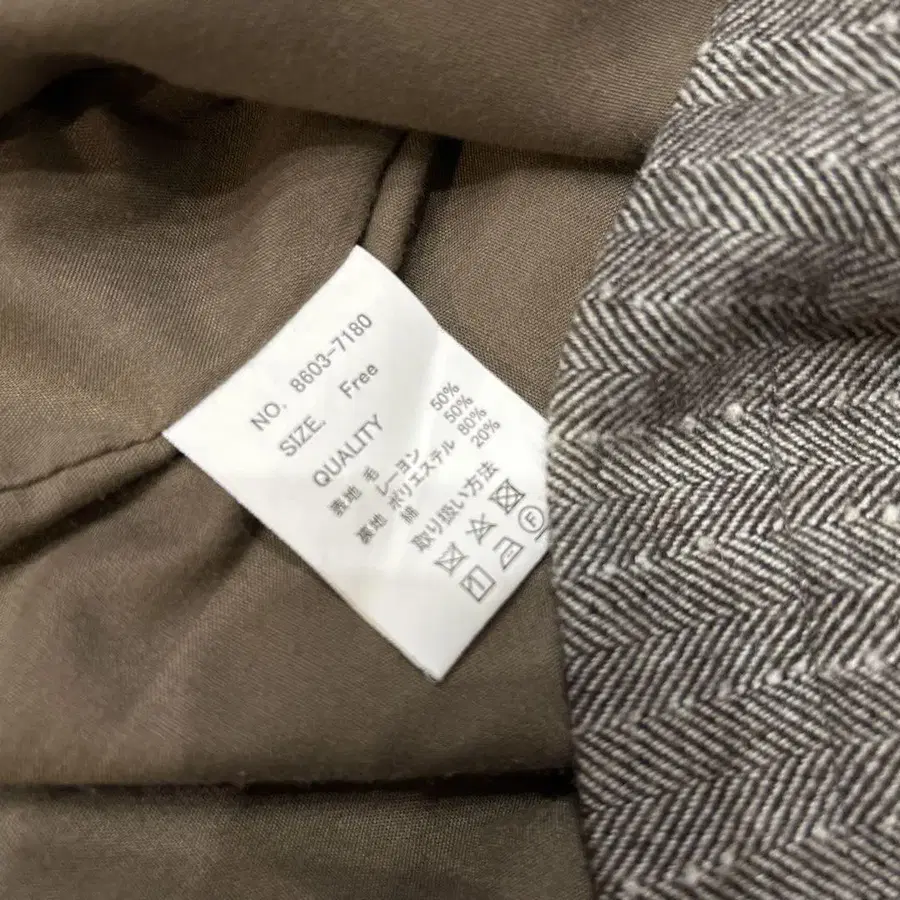 NO. 8603-7180
SIZE. Free
QUALITY
表地 毛 50%
レーヨン 50%
裏地 ポリエステル 80%
綿 20%
取り扱い方法
F